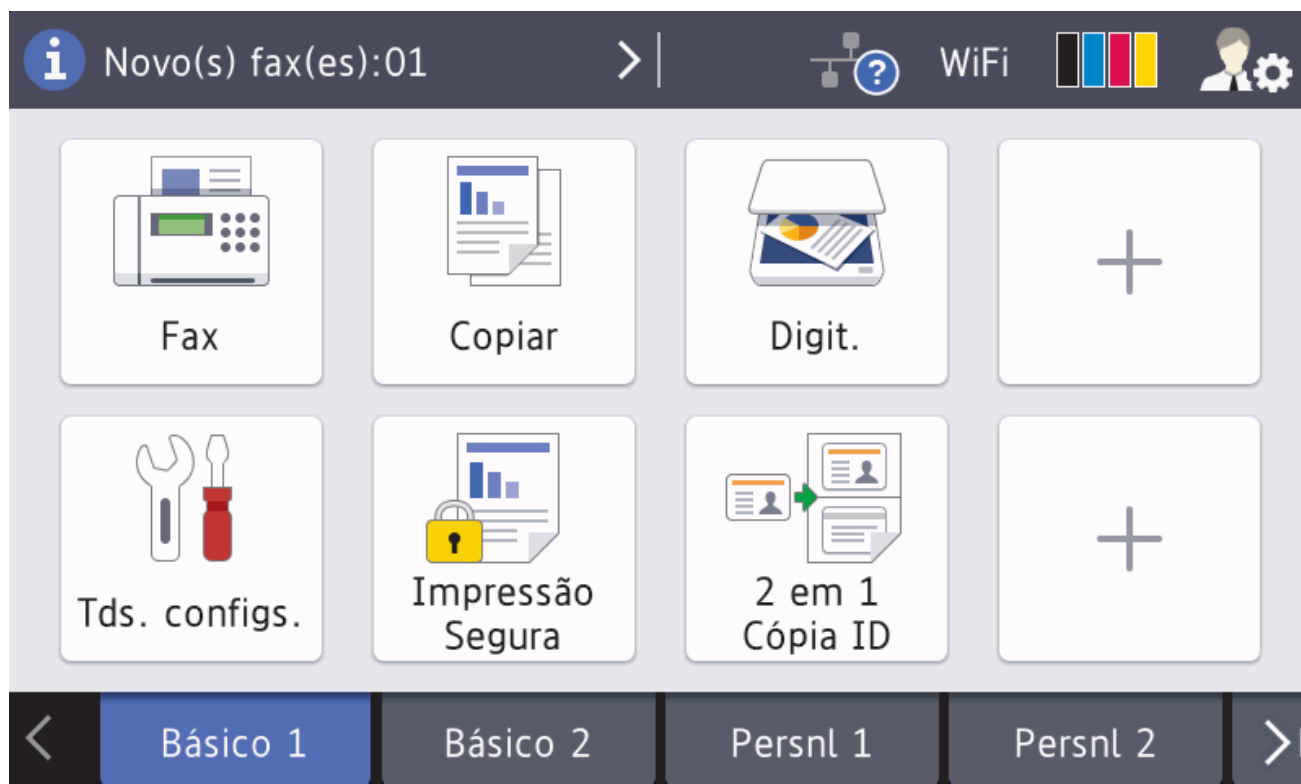 Novo(s) fax(es):01
WiFi
Fax
Copiar
Digit.
Tds. configs.
Impressão
Segura
2 em 1
Cópia ID
Básico 1
Básico 2
Persnl 1
Persnl 2